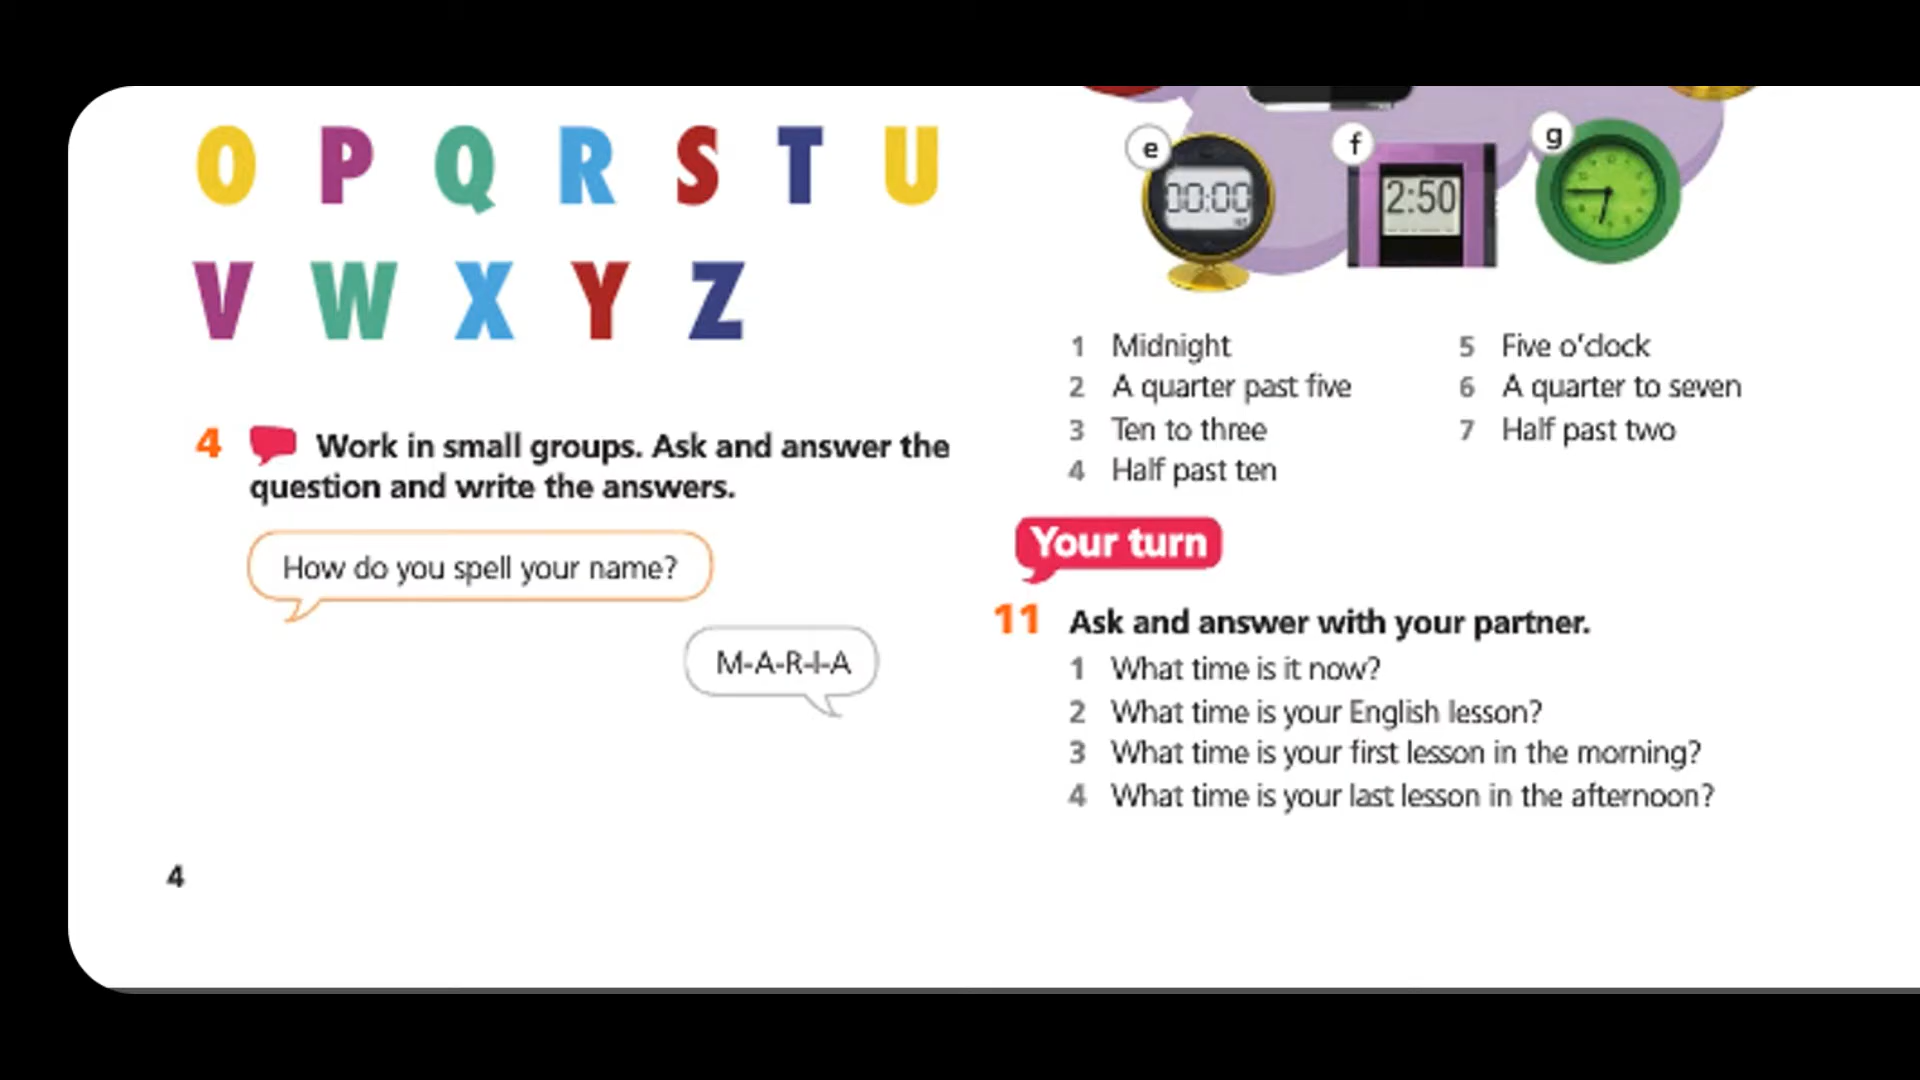 O P Q R S T U
V W X Y Z
4 Work in small groups. Ask and answer the
question and write the answers.
How do you spell your name?
M-A-R-I-A
4
e
00:00
f
2:50
g
1 Midnight
2 A quarter past five
3 Ten to three
4 Half past ten
5 Five o'clock
6 A quarter to seven
7 Half past two
Your turn
11 Ask and answer with your partner.
1 What time is it now?
2 What time is your English lesson?
3 What time is your first lesson in the morning?
4 What time is your last lesson in the afternoon?